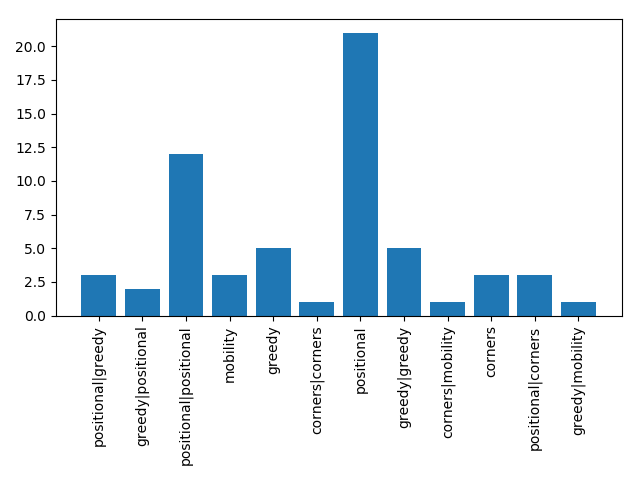 20.0
17.5
15.0
12.5
10.0
7.5
5.0
2.5
0.0
positional|greedy
greedy|positional
positional|positional
mobility
greedy
corners|corners
positional
greedy|greedy
corners|mobility
corners
positional|corners
greedy|mobility